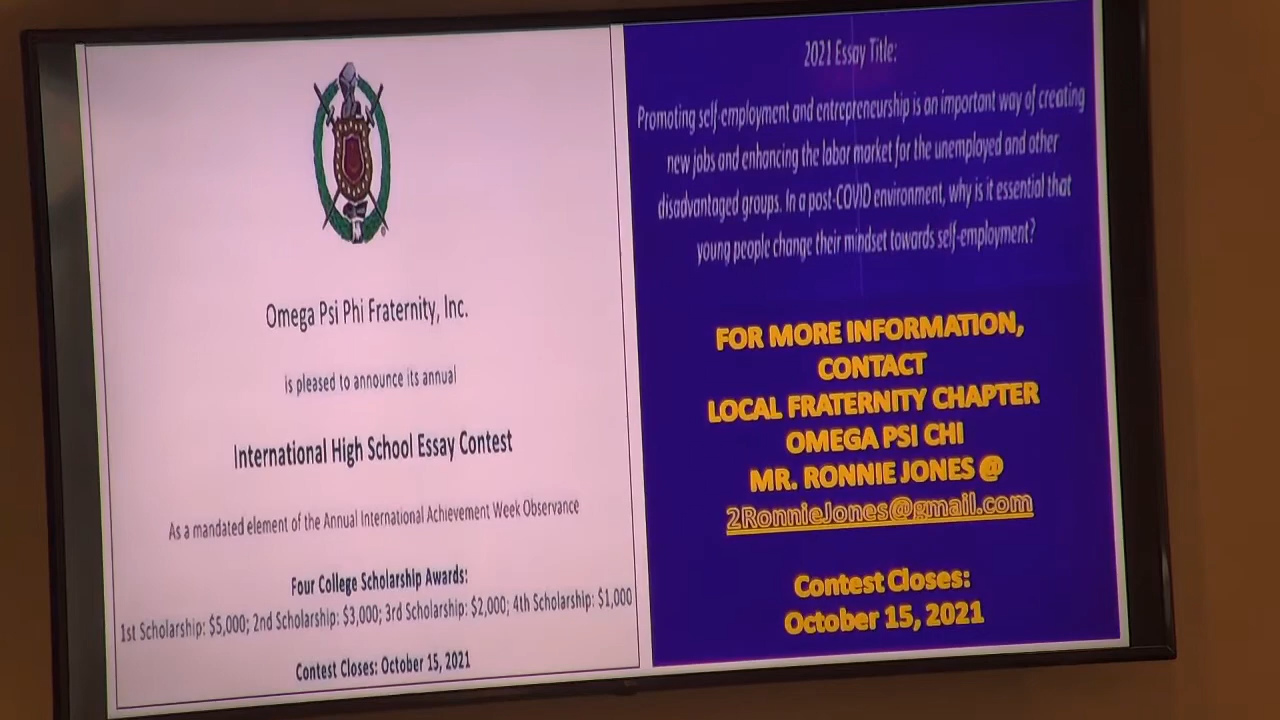 Omega Psi Phi Fraternity, Inc.
is pleased to announce its annual
International High School Essay Contest
As a mandated element of the Annual International Achievement Week Observance
Four College Scholarship Awards:
1st Scholarship: $5,000; 2nd Scholarship: $3,000; 3rd Scholarship: $2,000; 4th Scholarship: $1,000
Contest Closes: October 15, 2021
2021 Essay Title:
Promoting self-employment and entrepreneurship is an important way of creating
new jobs and enhancing the labor market for the unemployed and other
disadvantaged groups. In a post-COVID environment, why is it essential that
young people change their mindset towards self-employment?
FOR MORE INFORMATION,
CONTACT
LOCAL FRATERNITY CHAPTER
OMEGA PSI CHI
MR. RONNIE JONES @
2RonnieJones@gmail.com
Contest Closes:
October 15, 2021